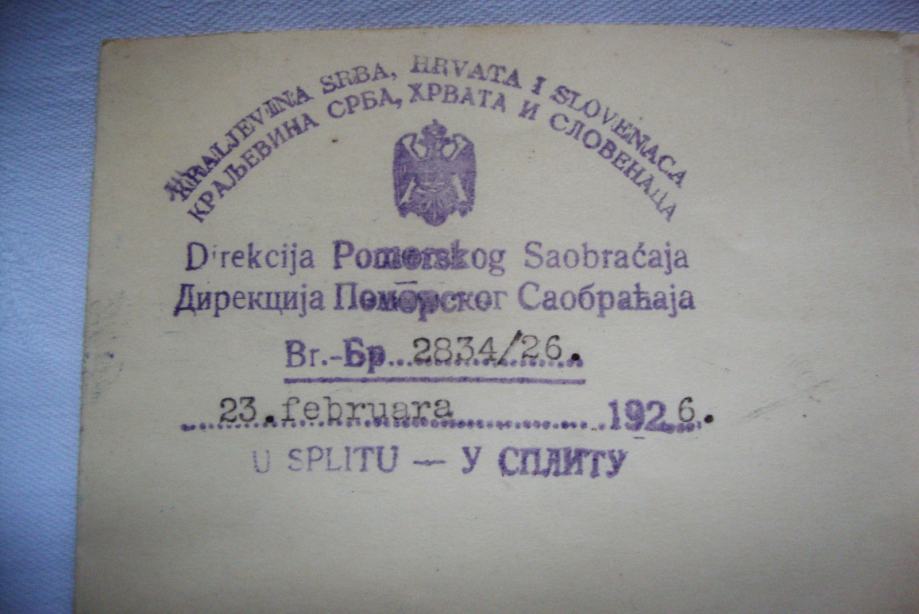 KRALJEVINA SRBA, HRVATA I SLOVENACA
КРАЉЕВИНА СРБА, ХРВАТА И СЛОВЕНАЦА
Direkcija Pomorskog Saobraćaja
Дирекција Поморског Саобраћаја
Br.-Бр. 2834/26.
23. februara 1926.
U SPLITU — У СПЛИТУ